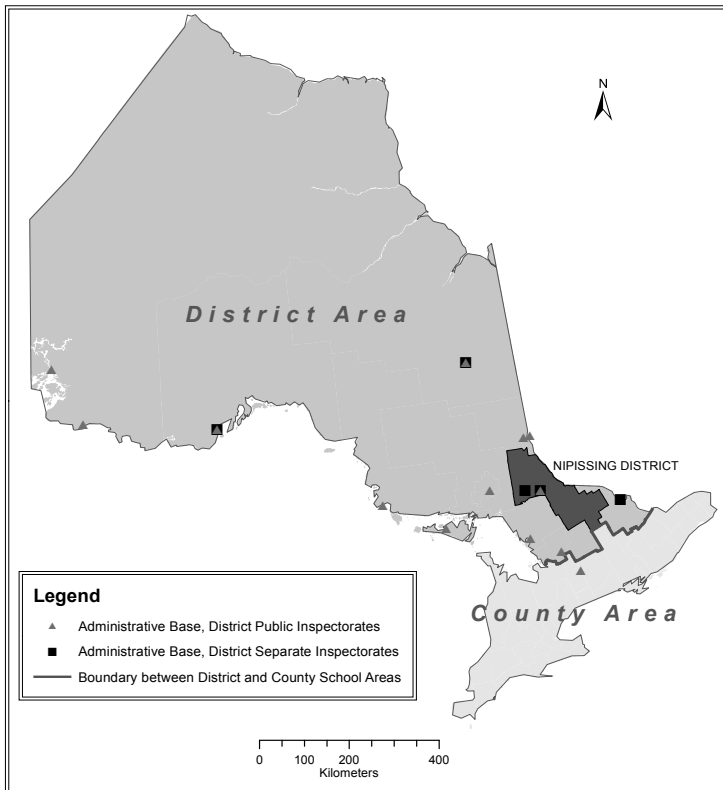 N
District Area
NIPISSING DISTRICT
Legend
Administrative Base, District Public Inspectorates
Administrative Base, District Separate Inspectorates
Boundary between District and County School Areas
County Area
0 100 200 300 400
Kilometers